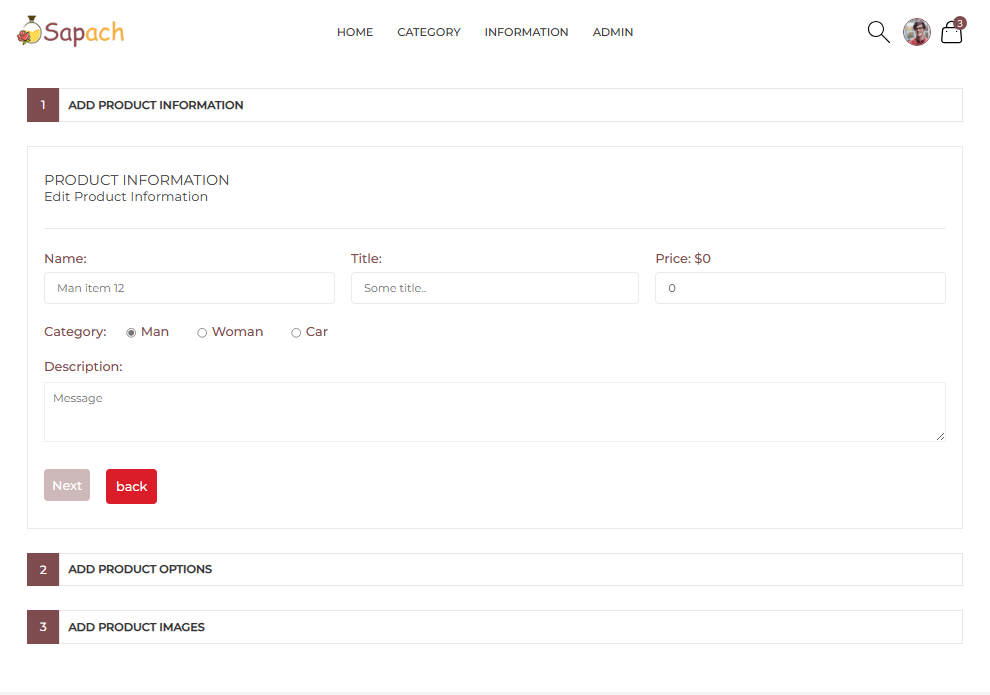 Sapach
HOME CATEGORY INFORMATION ADMIN
3
1 ADD PRODUCT INFORMATION
PRODUCT INFORMATION
Edit Product Information
Name: Title: Price: $0
Man item 12 Some title.. 0
Category: Man Woman Car
Description:
Message
Next back
2 ADD PRODUCT OPTIONS
3 ADD PRODUCT IMAGES